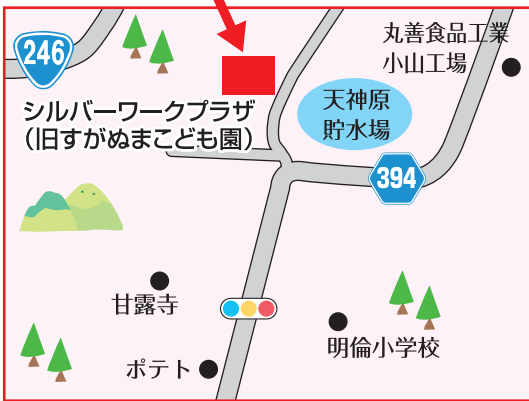 246
シルバーワークプラザ
（旧すがぬまこども園）
丸善食品工業
小山工場
天神原
貯水場
394
甘露寺
明倫小学校
ポテト